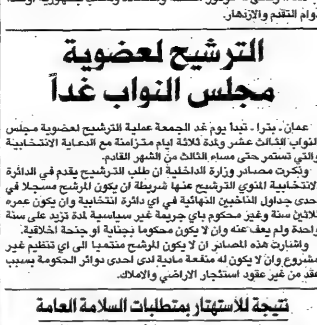 دوام التقدم والازدهار.
الترشيح لعضوية
مجلس النواب غداً
عمان ـ بترا ـ تبدأ يوم غد الجمعة عملية الترشيح لعضوية مجلس
النواب الثالث عشر ولمدة ثلاثة ايام متزامنة مع الدعاية الانتخابية
والتي تستمر حتى مساء الثالث من الشهر القادم.
وذكرت مصادر وزارة الداخلية ان طلب الترشيح يقدم في الدائرة
الانتخابية المنوي الترشيح عنها شريطة ان يكون المرشح مسجلا في
احدى جداول الناخبين النهائية في اي دائرة انتخابية وان يكون عمره
ثلاثين سنة وغير محكوم باي جريمة غير سياسية لمدة تزيد على سنة
واحدة ولم يعف عنه وان لا يكون محكوما بجناية او جنحة اخلاقية.
واشارت هذه المصادر ان لا يكون المرشح منتميا الى اي تنظيم غير
مشروع وان لا يكون له منفعة مادية لدى احدى دوائر الحكومة بسبب
عقد من غير عقود استئجار الاراضي والاملاك.
نتيجة للاستهتار بمتطلبات السلامة العامة